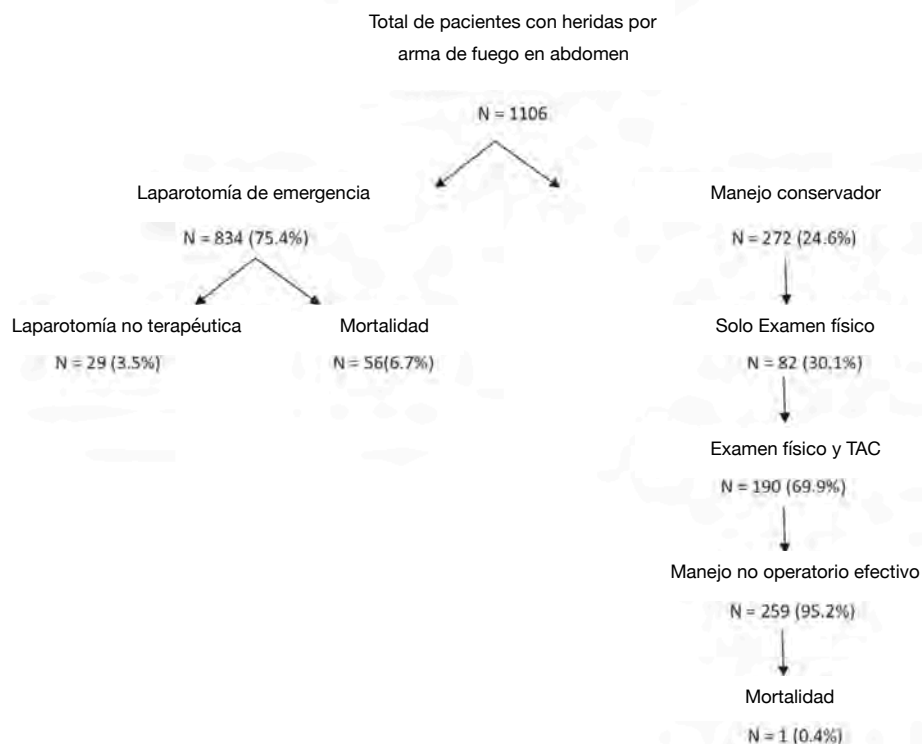 Total de pacientes con heridas por
arma de fuego en abdomen
N = 1106
Laparotomía de emergencia
N = 834 (75.4%)
Laparotomía no terapéutica
N = 29 (3.5%)
Mortalidad
N = 56(6.7%)
Manejo conservador
N = 272 (24.6%)
Solo Examen físico
N = 82 (30.1%)
Examen físico y TAC
N = 190 (69.9%)
Manejo no operatorio efectivo
N = 259 (95.2%)
Mortalidad
N = 1 (0.4%)